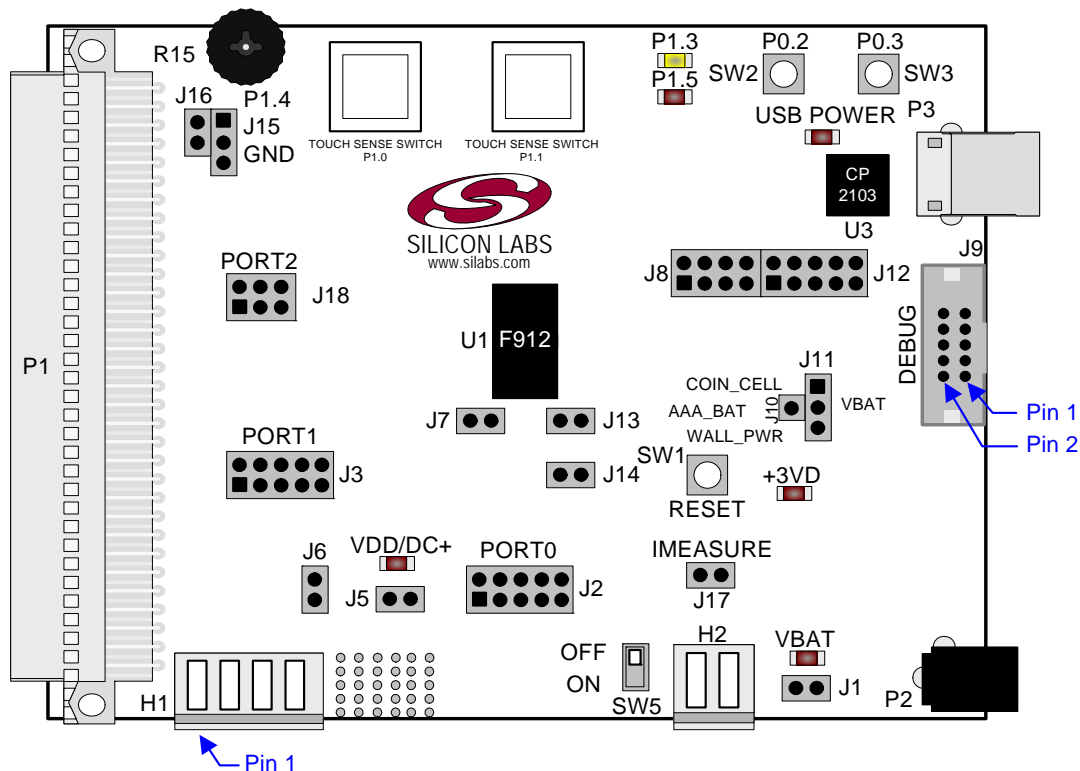 R15
P1.3
P0.2
P0.3
SW2
SW3
P1.5
J16
P1.4
J15
GND
USB POWER
P3
TOUCH SENSE SWITCH
P1.0
TOUCH SENSE SWITCH
P1.1
CP
2103
U3
SILICON LABS
www.silabs.com
J9
PORT2
J18
J8
J12
U1
F912
DEBUG
P1
J11
COIN_CELL
J10
AAA_BAT
VBAT
WALL_PWR
Pin 1
Pin 2
J7
J13
PORT1
J3
J14
SW1
RESET
+3VD
J6
VDD/DC+
J5
PORT0
J2
IMEASURE
J17
H2
VBAT
OFF
ON
SW5
J1
P2
H1
Pin 1